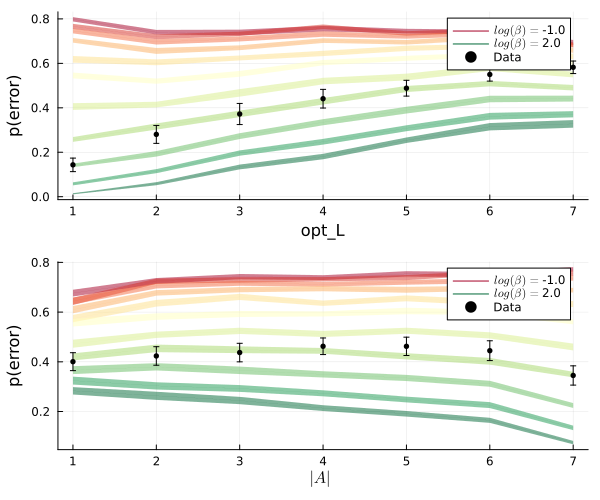 0.8
0.6
0.4
0.2
0.0
p(error)
log(β) = -1.0
log(β) = 2.0
Data
1 2 3 4 5 6 7
opt_L
0.8
0.6
0.4
0.2
p(error)
log(β) = -1.0
log(β) = 2.0
Data
1 2 3 4 5 6 7
|A|